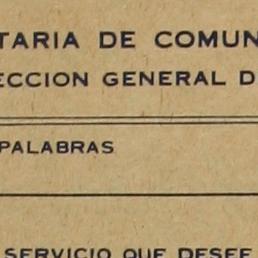 TARIA DE COMUN
ECCION GENERAL D
PALABRAS
SERVICIO QUE DESEE